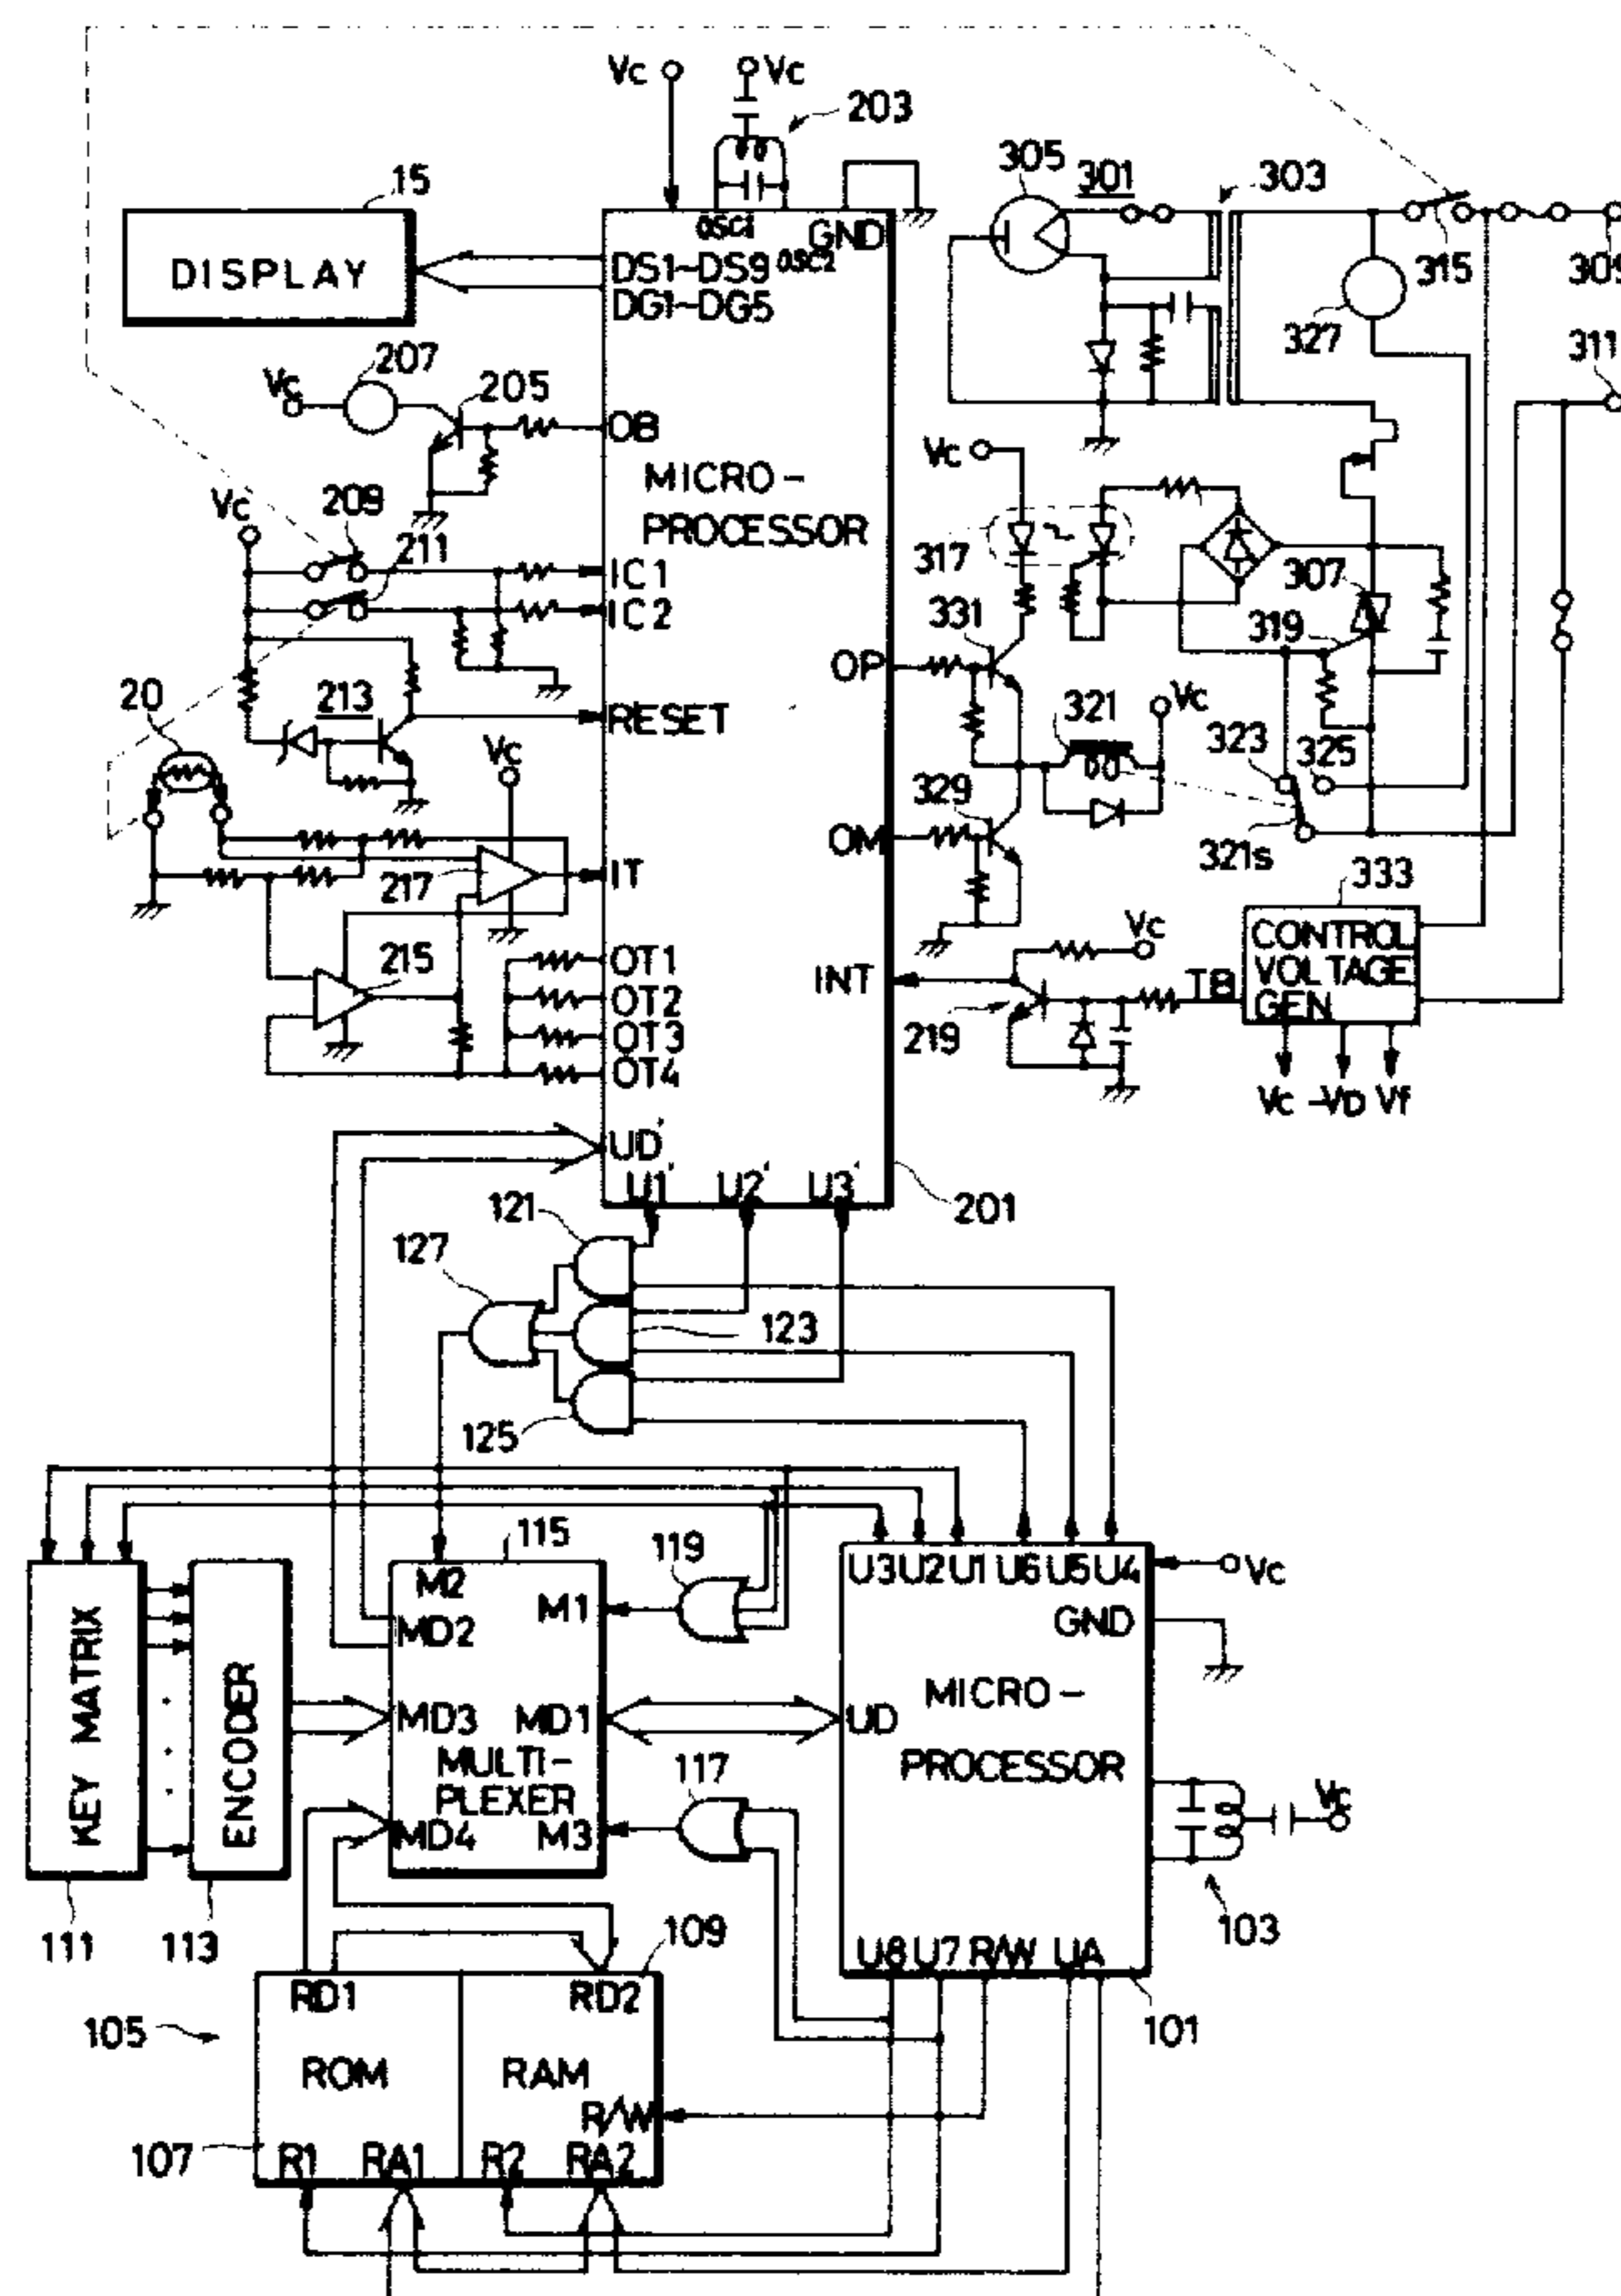 Vc
Vc
203
305
301
303
15
OSC1
GND
315
309
DISPLAY
DS1~DS9
OSC2
DG1~DG5
327
311
207
Vc
205
OB
Vc
MICRO-
PROCESSOR
Vc
209
211
317
307
IC1
IC2
331
319
OP
20
213
RESET
321
Vc
Vc
323
325
329
OM
321s
217
IT
333
Vc
CONTROL
VOLTAGE
GEN
215
OT1
INT
TB
OT2
OT3
219
OT4
Vc
-VD
Vf
UD'
U1'
U2'
U3'
121
201
127
123
125
115
119
U3
U2
U1
U6
U5
U4
Vc
M2
M1
GND
MD2
KEY MATRIX
ENCODER
MICRO-
MD3
MD1
UD
MULTI-
117
PROCESSOR
PLEXER
Vc
MD4
M3
111
113
109
103
U8
U7
R/W
UA
RD1
RD2
101
105
ROM
RAM
R/W
107
R1
RA1
R2
RA2